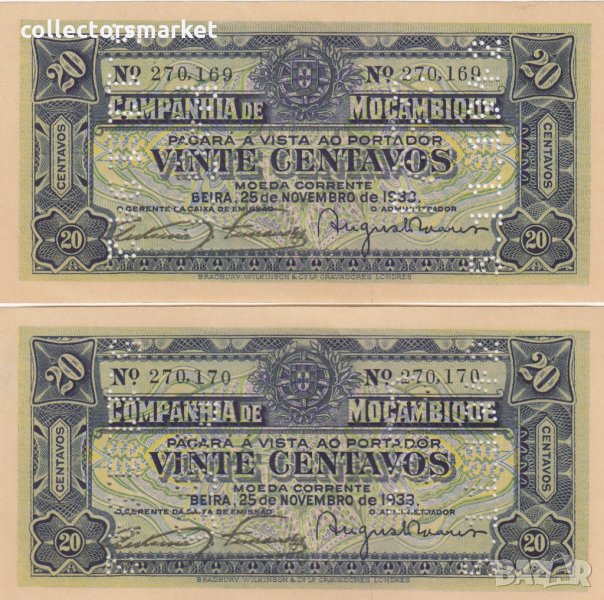 collectorsmarket
20 Nº 270,169 Nº 270,169 20
COMPANHIA DE MOÇAMBIQUE
CENTAVOS CENTAVOS
PAGARÁ Á VISTA AO PORTADOR
VINTE CENTAVOS
MOEDA CORRENTE
BEIRA, 25 DE NOVEMBRO de 1933.
O GERENTE DA CAIXA DE EMISSÃO O ADMINISTRADOR
20 20
BRADBURY, WILKINSON & Cº Lº GRAVADORES LONDRES
20 Nº 270,170 Nº 270,170 20
COMPANHIA DE MOÇAMBIQUE
CENTAVOS CENTAVOS
PAGARÁ Á VISTA AO PORTADOR
VINTE CENTAVOS
MOEDA CORRENTE
BEIRA, 25 DE NOVEMBRO de 1933.
O GERENTE DA CAIXA DE EMISSÃO O ADMINISTRADOR
20 20
BRADBURY, WILKINSON & Cº Lº GRAVADORES LONDRES
BAZAR